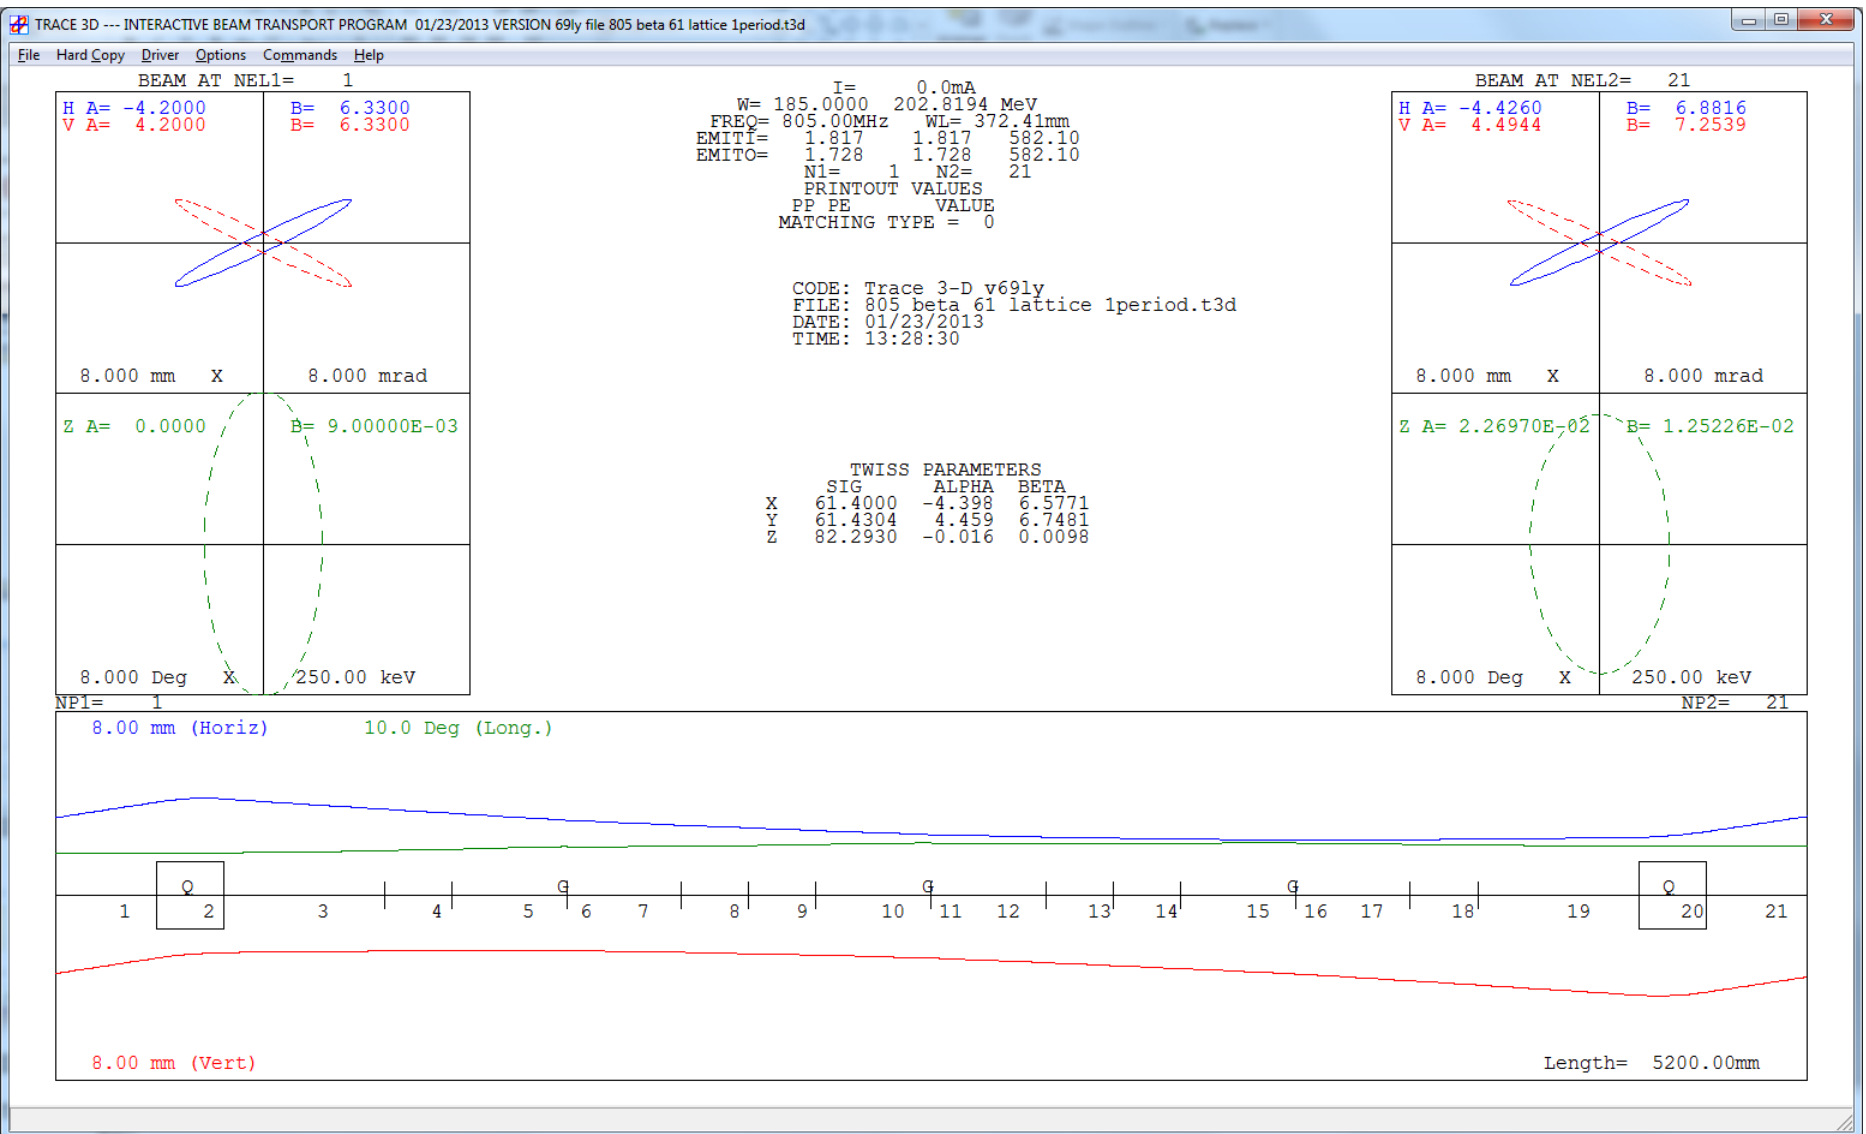 TRACE 3D --- INTERACTIVE BEAM TRANSPORT PROGRAM 01/23/2013 VERSION 69ly file 805 beta 61 lattice 1period.t3d
File Hard Copy Driver Options Commands Help
BEAM AT NEL1= 1
H A= -4.2000 B= 6.3300
V A= 4.2000 B= 6.3300
8.000 mm X 8.000 mrad
Z A= 0.0000 B= 9.00000E-03
8.000 Deg X 250.00 keV
NP1= 1
I= 0.0mA
W= 185.0000 202.8194 MeV
FREQ= 805.00MHz WL= 372.41mm
EMITI= 1.817 1.817 582.10
EMITO= 1.728 1.728 582.10
N1= 1 N2= 21
PRINTOUT VALUES
PP PE VALUE
MATCHING TYPE = 0
CODE: Trace 3-D v69ly
FILE: 805 beta 61 lattice 1period.t3d
DATE: 01/23/2013
TIME: 13:28:30
TWISS PARAMETERS
SIG ALPHA BETA
X 61.4000 -4.398 6.5771
Y 61.4304 4.459 6.7481
Z 82.2930 -0.016 0.0098
BEAM AT NEL2= 21
H A= -4.4260 B= 6.8816
V A= 4.4944 B= 7.2539
8.000 mm X 8.000 mrad
Z A= 2.26970E-02 B= 1.25226E-02
8.000 Deg X 250.00 keV
NP2= 21
8.00 mm (Horiz) 10.0 Deg (Long.)
Q G G G Q
1 2 3 4 5 6 7 8 9 10 11 12 13 14 15 16 17 18 19 20 21
8.00 mm (Vert)
Length= 5200.00mm